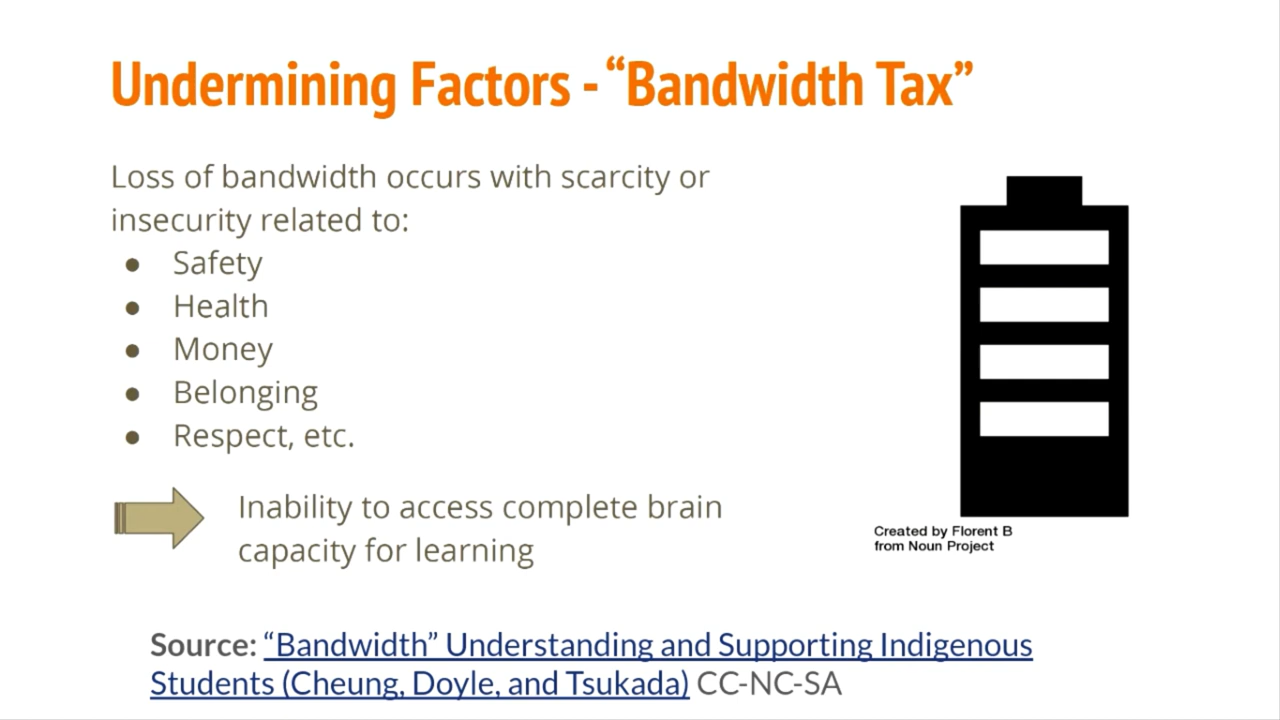 Undermining Factors - “Bandwidth Tax”
Loss of bandwidth occurs with scarcity or
insecurity related to:
● Safety
● Health
● Money
● Belonging
● Respect, etc.
Inability to access complete brain
capacity for learning
Created by Florent B
from Noun Project
Source: “Bandwidth” Understanding and Supporting Indigenous
Students (Cheung, Doyle, and Tsukada) CC-NC-SA